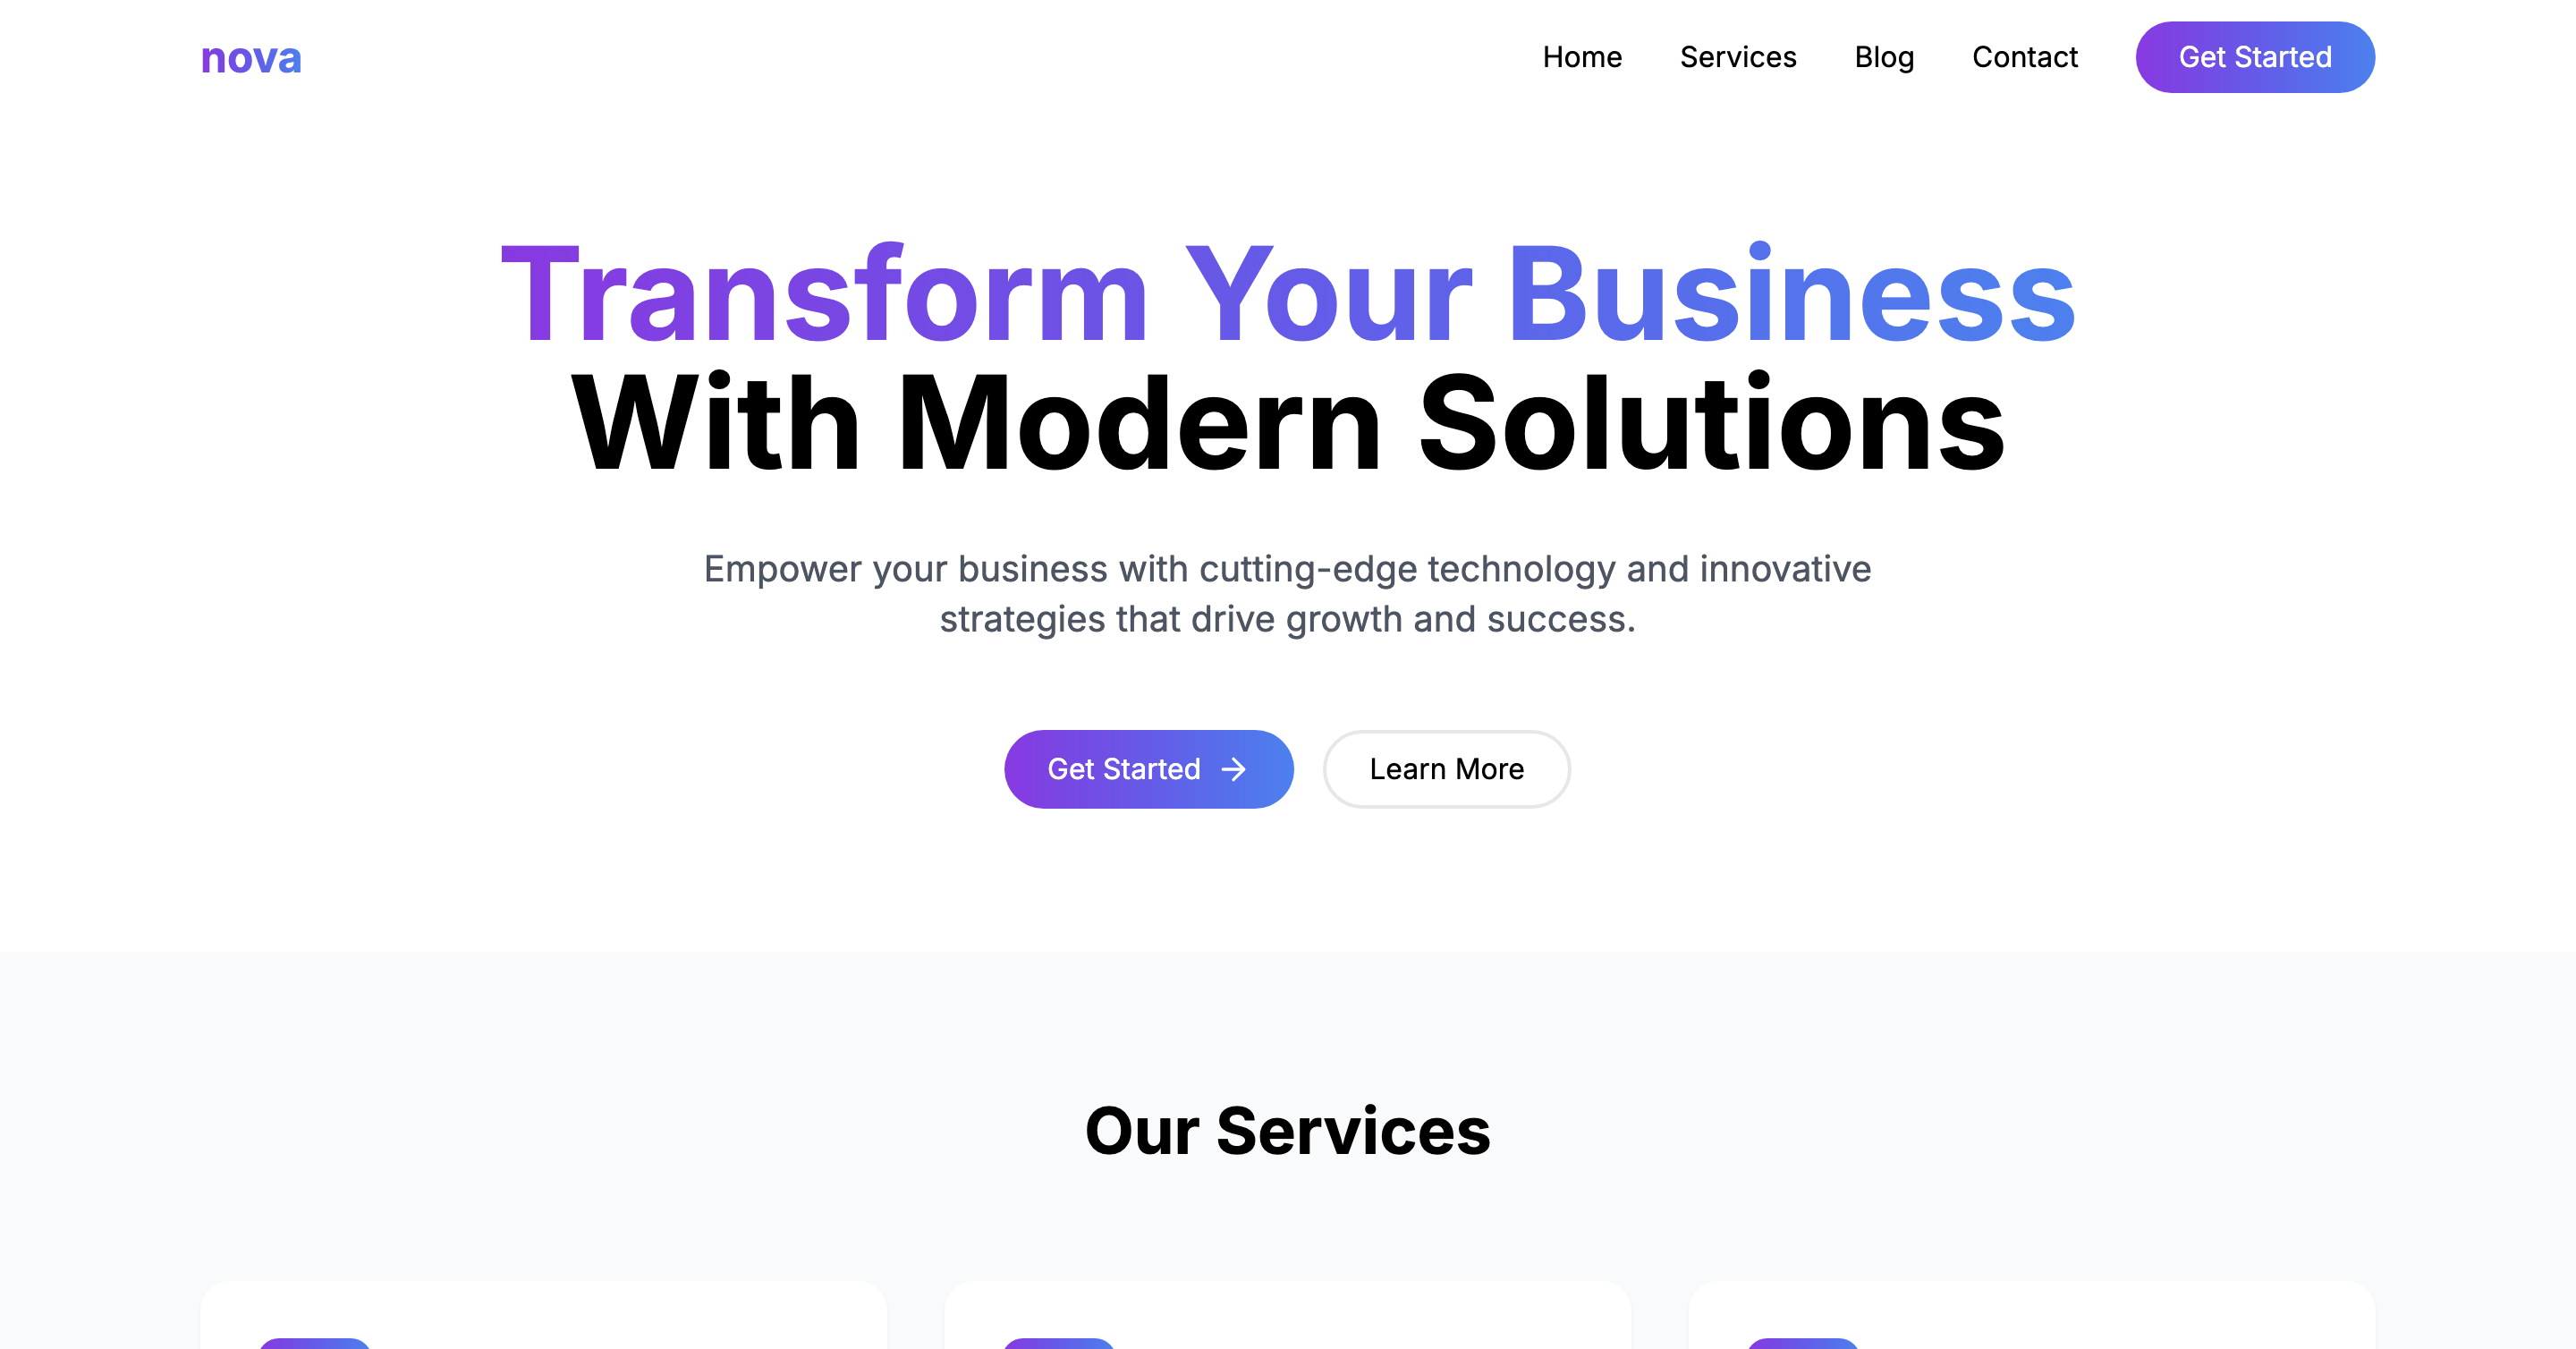 nova
Home Services Blog Contact Get Started
Transform Your Business
With Modern Solutions
Empower your business with cutting-edge technology and innovative
strategies that drive growth and success.
Get Started Learn More
Our Services